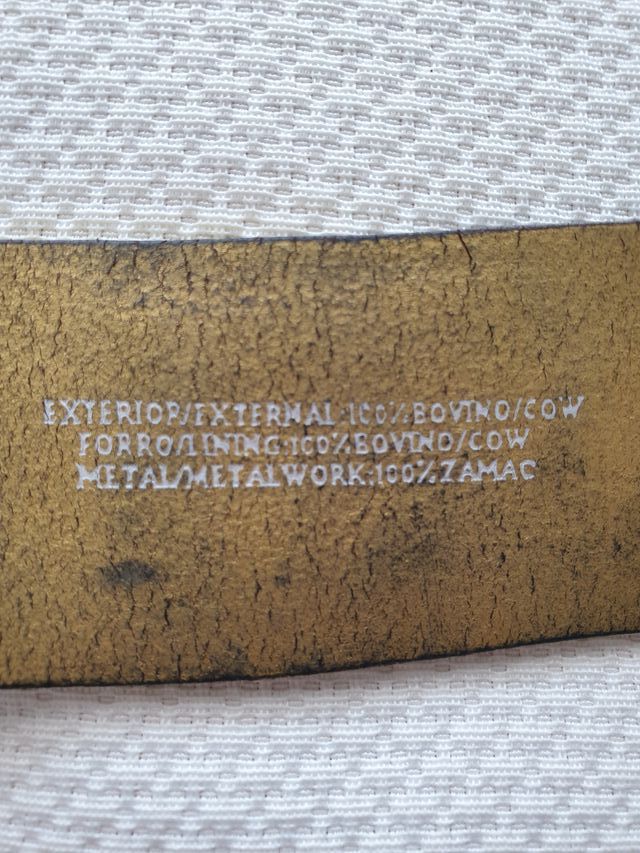 EXTERIOR/EXTERNAL:100%BOVINO/COW
FORRO/LINING:100%BOVINO/COW
METAL/METALWORK:100%ZAMAC